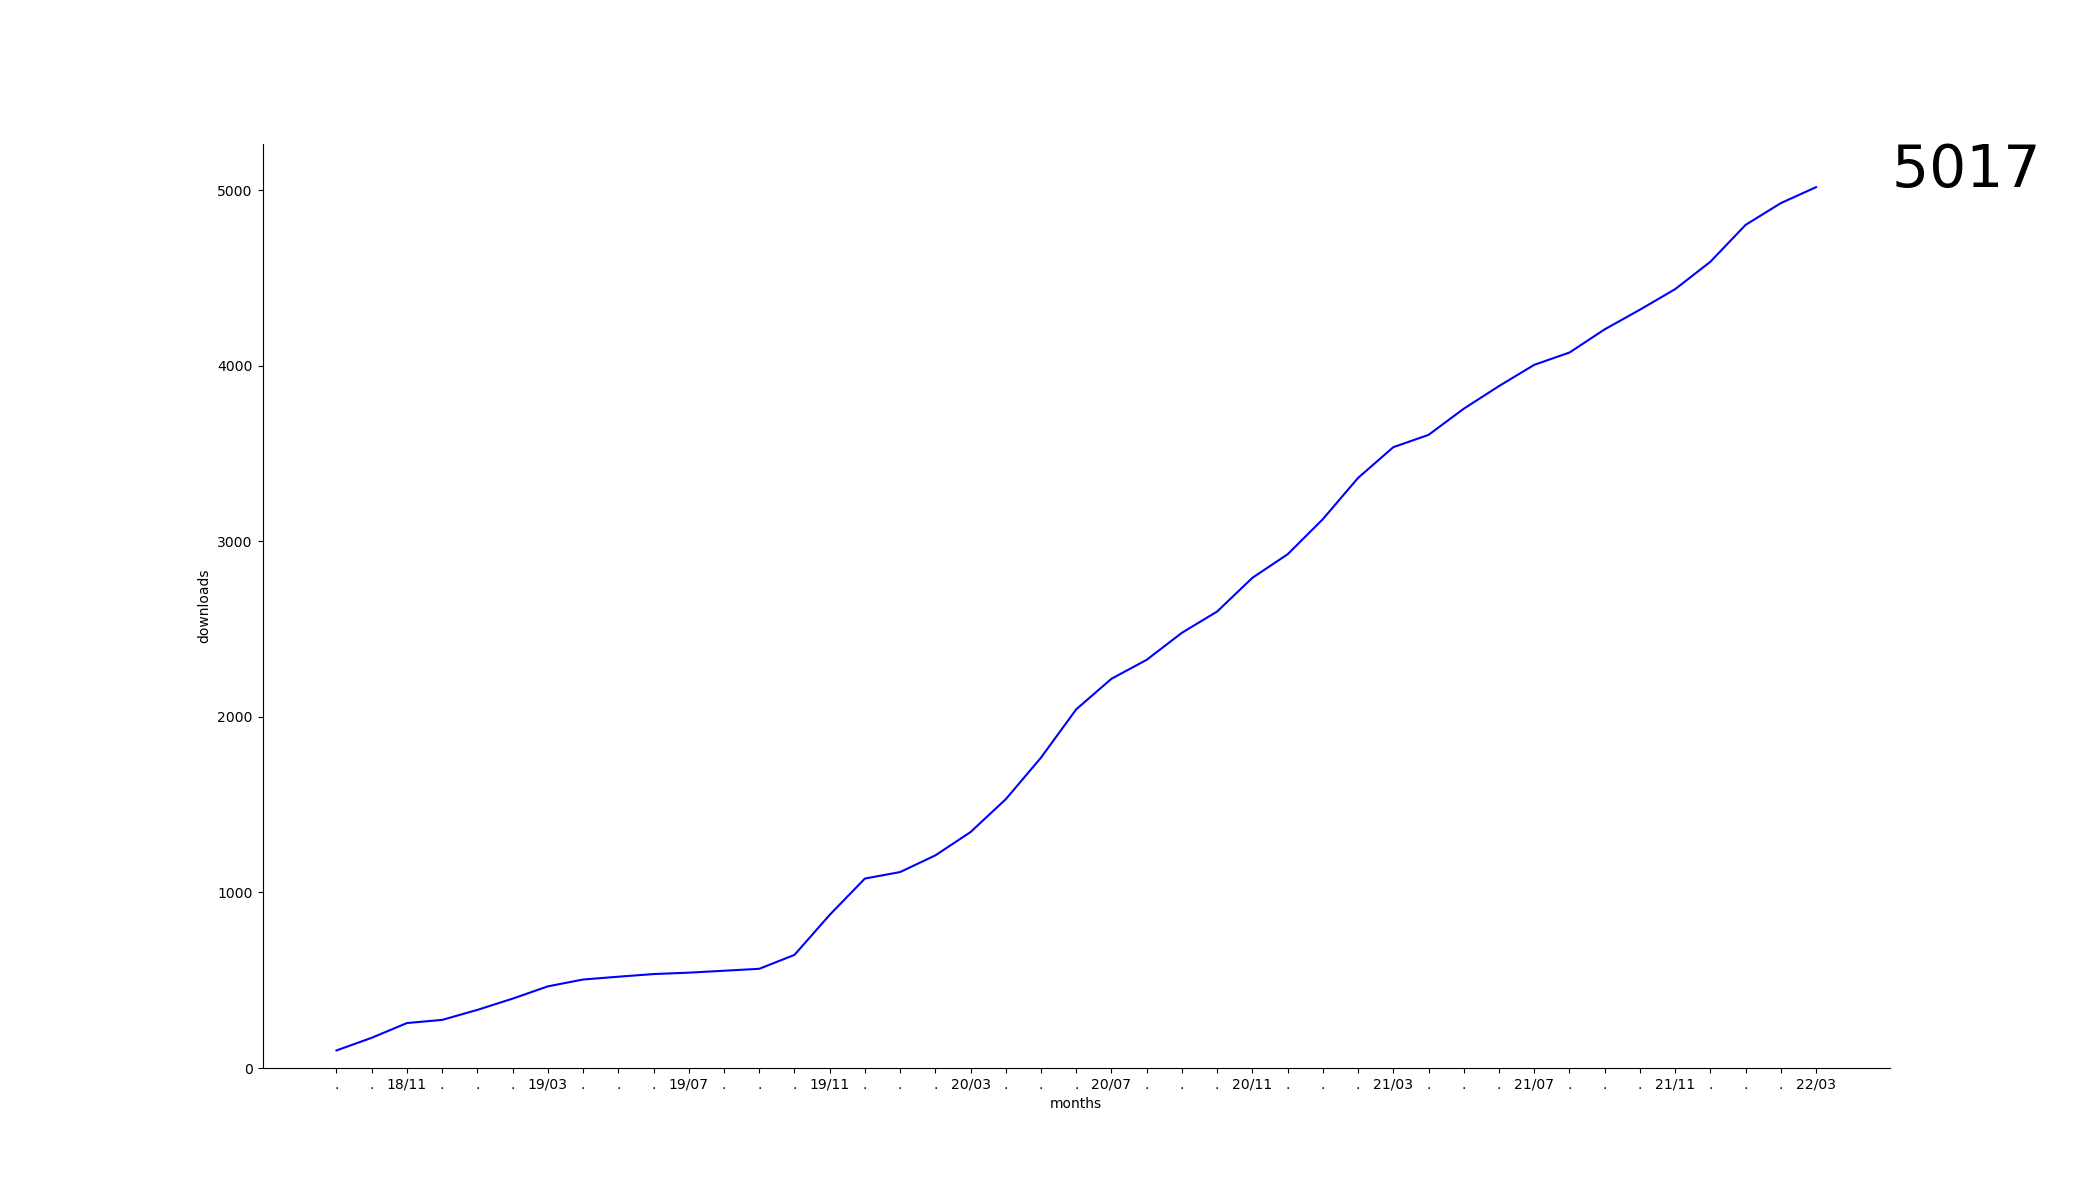 5017
5000
4000
3000
2000
1000
0
downloads
. . 18/11 . . . 19/03 . . . 19/07 . . . 19/11 . . . 20/03 . . . 20/07 . . . 20/11 . . . 21/03 . . . 21/07 . . . 21/11 . . . 22/03
months